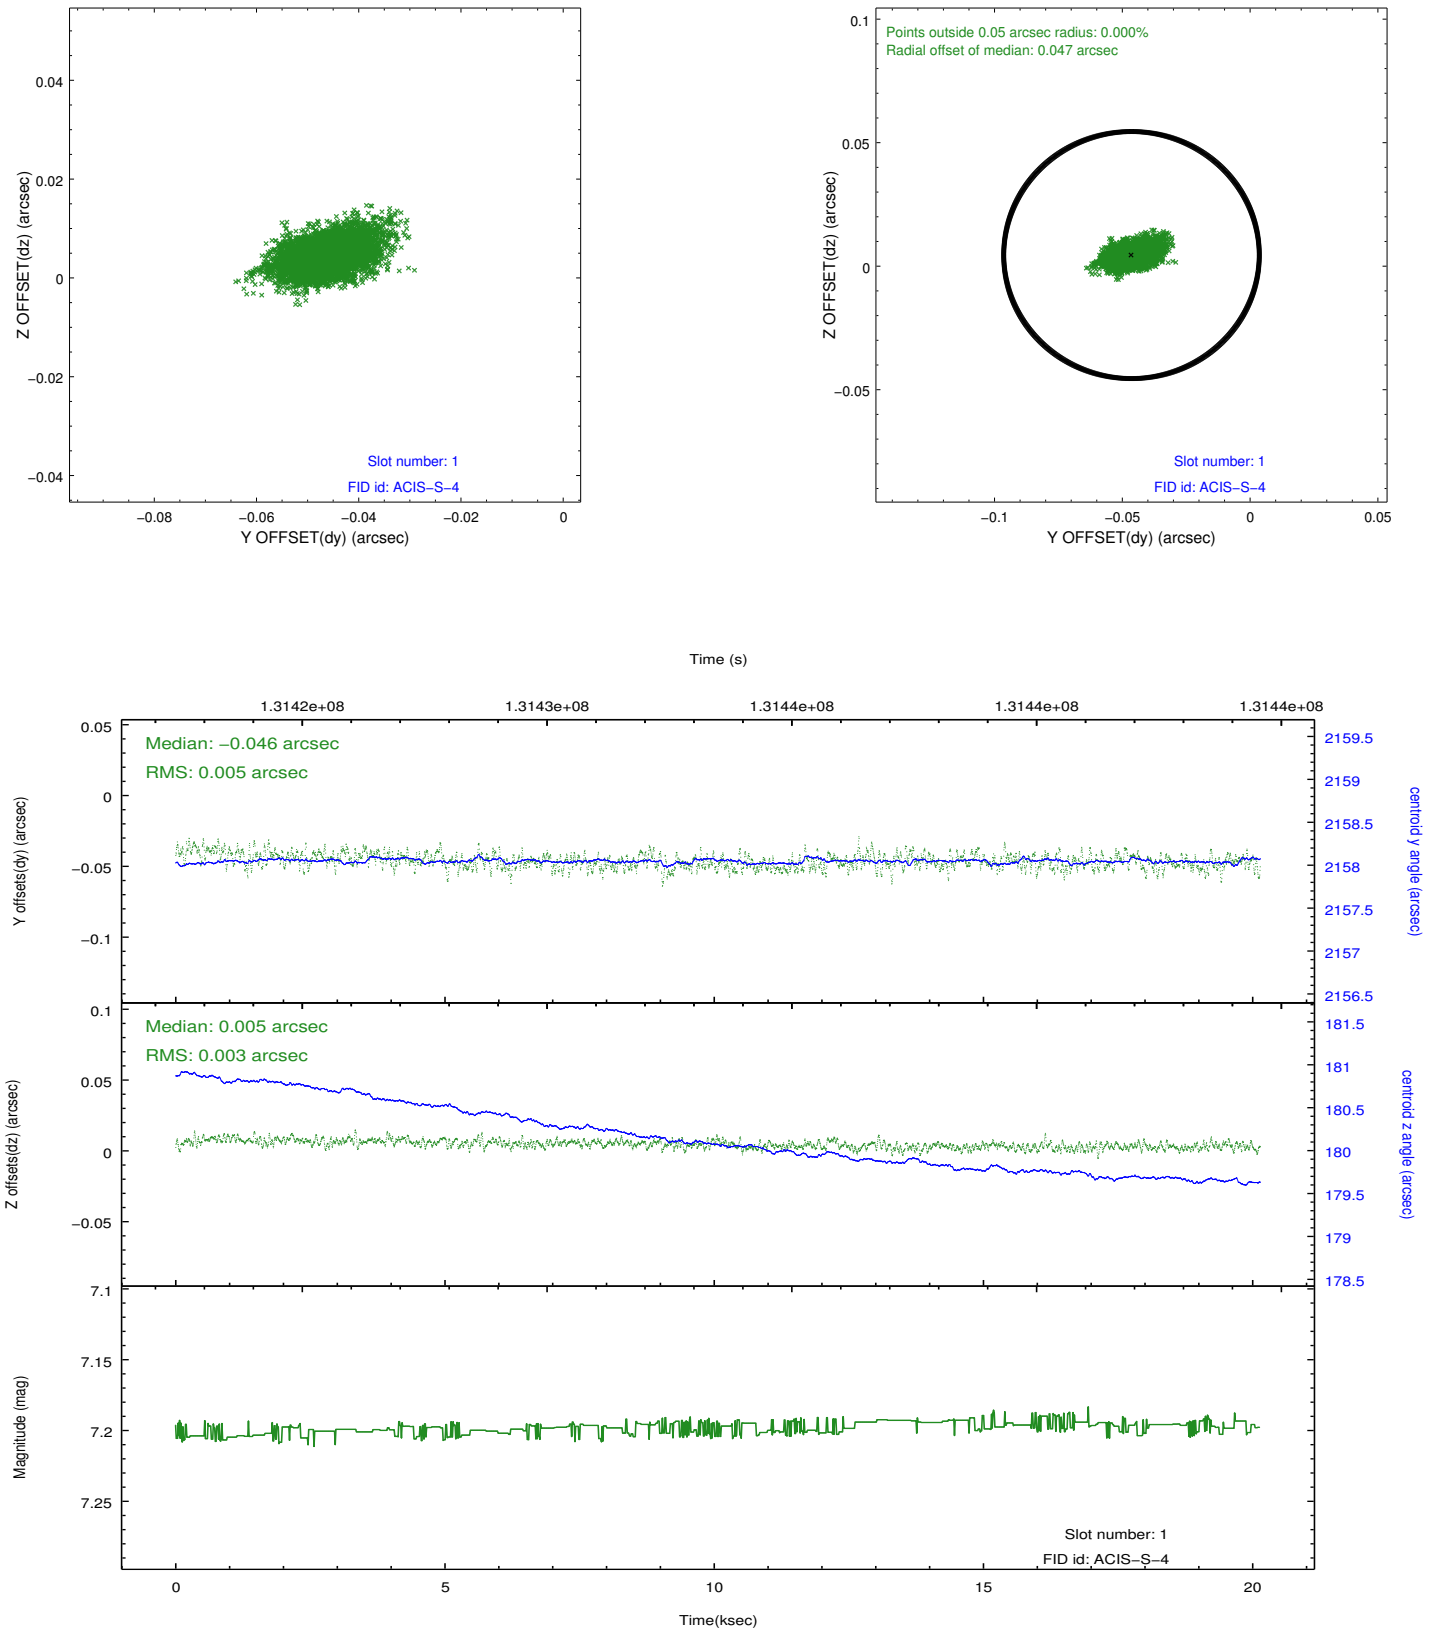 0.04
0.02
0
−0.02
−0.04
Z OFFSET(dz) (arcsec)
Slot number: 1
FID id: ACIS−S−4
−0.08
−0.06
−0.04
−0.02
0
Y OFFSET(dy) (arcsec)
Points outside 0.05 arcsec radius: 0.000%
Radial offset of median: 0.047 arcsec
0.1
0.05
0
−0.05
Z OFFSET(dz) (arcsec)
Slot number: 1
FID id: ACIS−S−4
−0.1
−0.05
0
0.05
Y OFFSET(dy) (arcsec)
Time (s)
1.3142e+08
1.3143e+08
1.3144e+08
1.3144e+08
1.3144e+08
Median: −0.046 arcsec
RMS: 0.005 arcsec
0.05
0
−0.05
−0.1
Y offsets(dy) (arcsec)
2159.5
2159
2158.5
2158
2157.5
2157
2156.5
centroid y angle (arcsec)
Median: 0.005 arcsec
RMS: 0.003 arcsec
0.1
0.05
0
−0.05
Z offsets(dz) (arcsec)
181.5
181
180.5
180
179.5
179
178.5
centroid z angle (arcsec)
7.1
7.15
7.2
7.25
Magnitude (mag)
Slot number: 1
FID id: ACIS−S−4
0
5
10
15
20
Time(ksec)